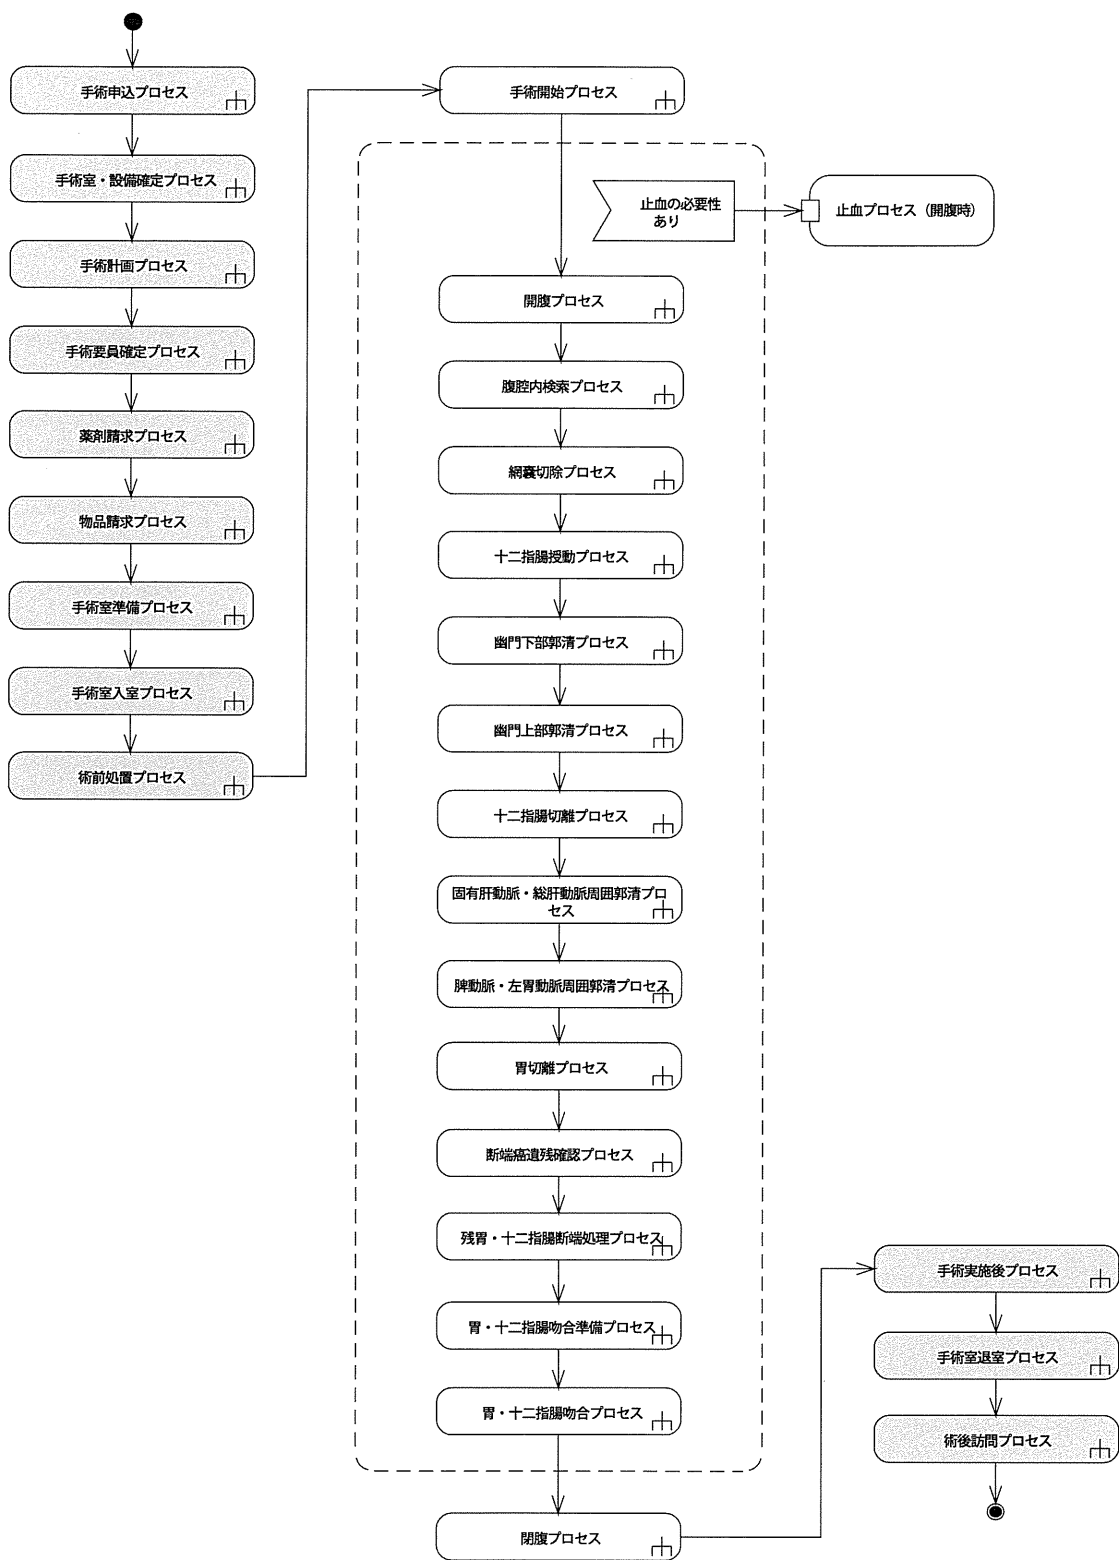 手術申込プロセス
手術室・設備確定プロセス
手術計画プロセス
手術要員確定プロセス
薬剤請求プロセス
物品請求プロセス
手術室準備プロセス
手術室入室プロセス
術前処置プロセス
手術開始プロセス
止血の必要性
あり
止血プロセス（開腹時）
開腹プロセス
腹腔内検索プロセス
網嚢切除プロセス
十二指腸授動プロセス
幽門下部郭清プロセス
幽門上部郭清プロセス
十二指腸切離プロセス
固有肝動脈・総肝動脈周囲郭清プロ
セス
脾動脈・左胃動脈周囲郭清プロセス
胃切離プロセス
断端癌遺残確認プロセス
残胃・十二指腸断端処理プロセス
胃・十二指腸吻合準備プロセス
胃・十二指腸吻合プロセス
閉腹プロセス
手術実施後プロセス
手術室退室プロセス
術後訪問プロセス